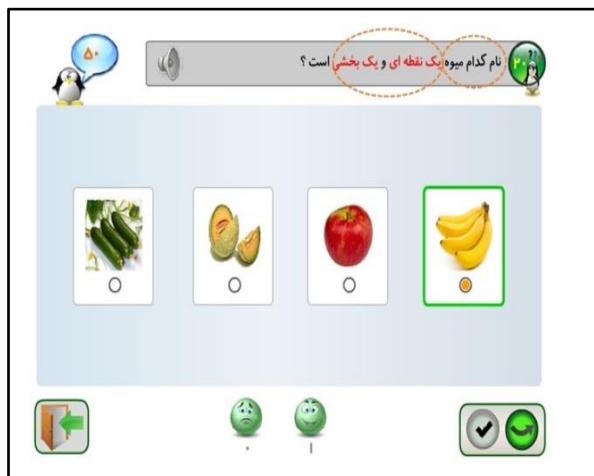 ۲۰
نام کدام میوه یک نقطه ای و یک بخشی است ؟
۵۰
۱
۰